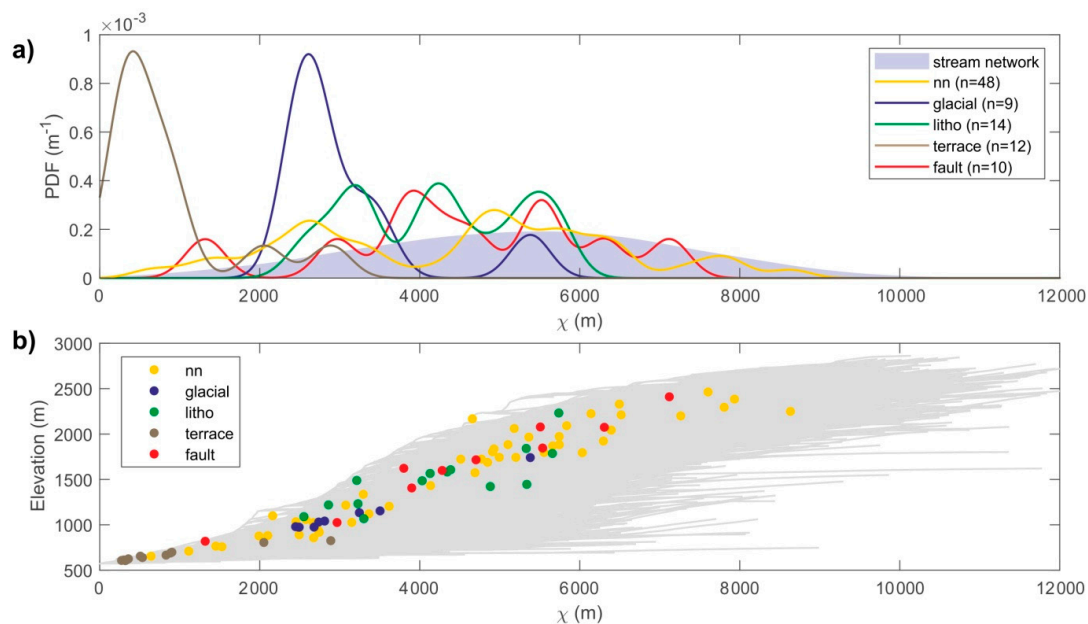 a)
×10⁻³
1
0.8
0.6
0.4
0.2
0
PDF (m⁻¹)
stream network
nn (n=48)
glacial (n=9)
litho (n=14)
terrace (n=12)
fault (n=10)
0 2000 4000 6000 8000 10000 12000
χ (m)
b)
3000
2500
2000
1500
1000
500
Elevation (m)
nn
glacial
litho
terrace
fault
0 2000 4000 6000 8000 10000 12000
χ (m)